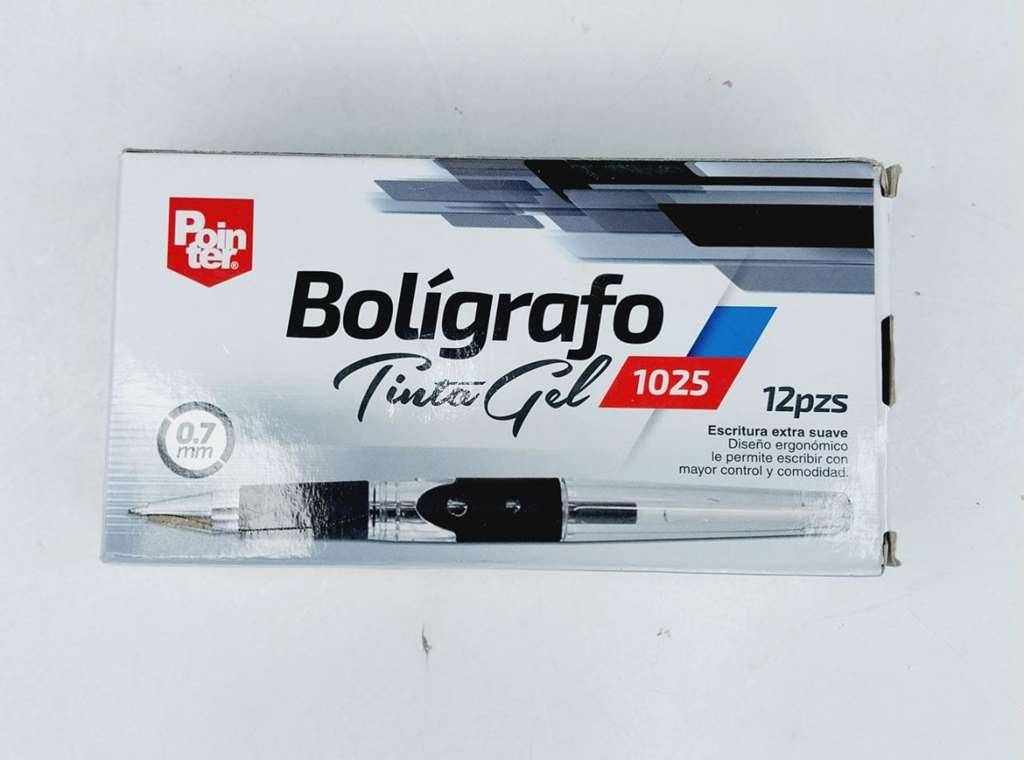 Poin
ter®
Bolígrafo
Tinta Gel
1025
12pzs
0.7
mm
Escritura extra suave
Diseño ergonómico
le permite escribir con
mayor control y comodidad.